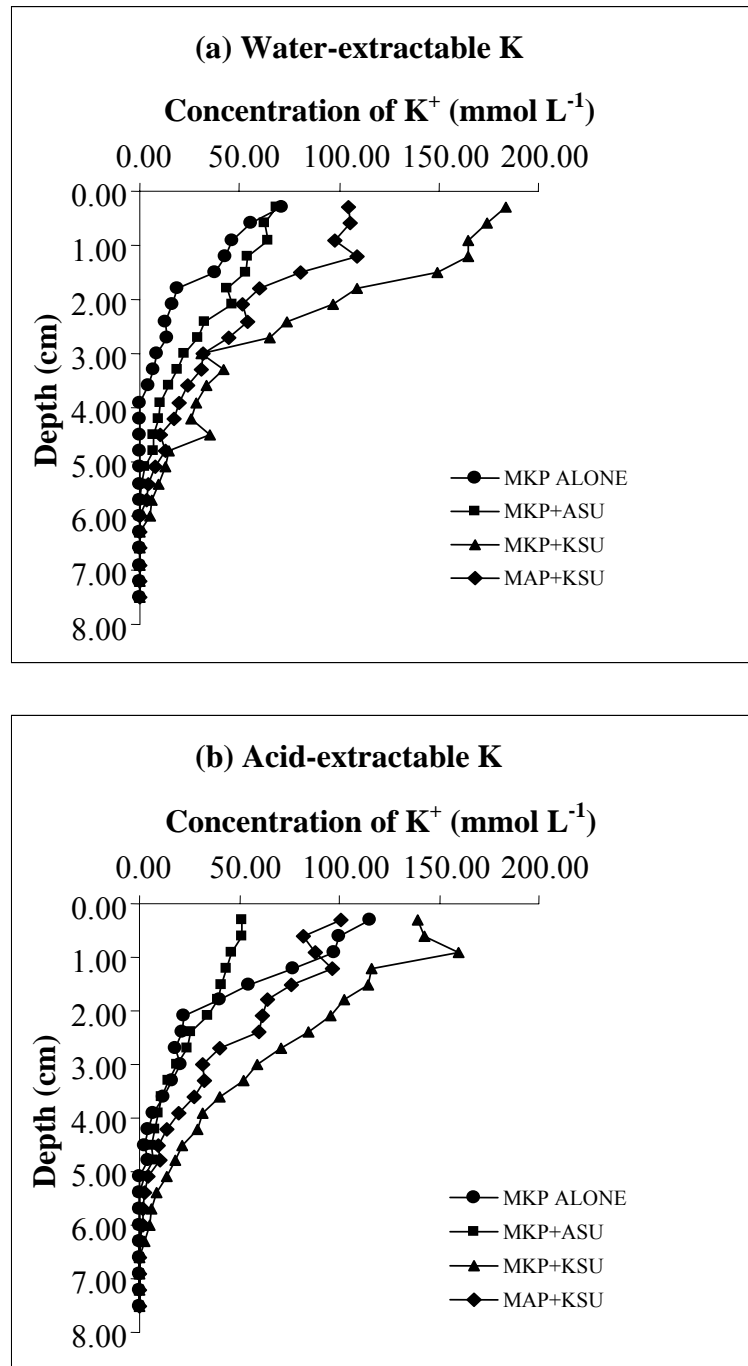 (a) Water-extractable K
Concentration of K⁺ (mmol L⁻¹)
0.00 50.00 100.00 150.00 200.00
0.00
1.00
2.00
3.00
4.00
5.00
6.00
7.00
8.00
Depth (cm)
MKP ALONE
MKP+ASU
MKP+KSU
MAP+KSU
(b) Acid-extractable K
Concentration of K⁺ (mmol L⁻¹)
0.00 50.00 100.00 150.00 200.00
0.00
1.00
2.00
3.00
4.00
5.00
6.00
7.00
8.00
Depth (cm)
MKP ALONE
MKP+ASU
MKP+KSU
MAP+KSU